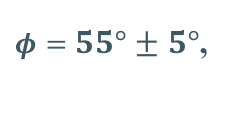 ϕ = 55° ± 5°,